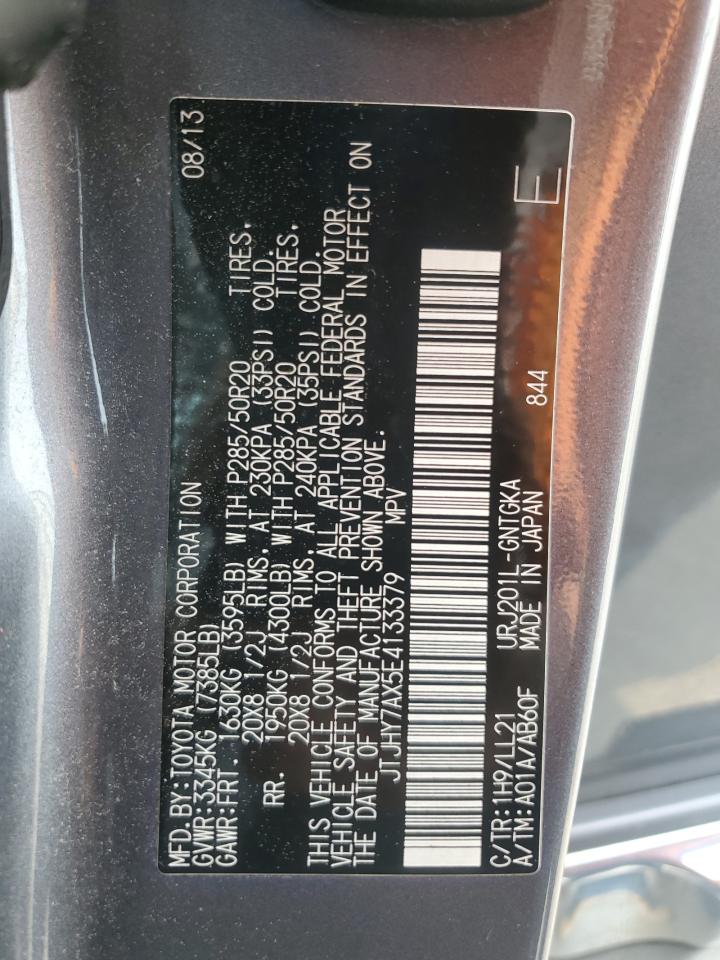 MFD.BY:TOYOTA MOTOR CORPORATION 08/13
GVWR:3345KG (7385LB)
GAWR:FRT. 1630KG (3595LB) WITH P285/50R20 TIRES.
20X8 1/2J RIMS. AT 230KPA (33PSI) COLD.
RR. 1950KG (4300LB) WITH P285/50R20 TIRES.
20X8 1/2J RIMS. AT 240KPA (35PSI) COLD.
THIS VEHICLE CONFORMS TO ALL APPLICABLE FEDERAL MOTOR
VEHICLE SAFETY AND THEFT PREVENTION STANDARDS IN EFFECT ON
THE DATE OF MANUFACTURE SHOWN ABOVE.
JTJHY7AX5E4133379 MPV
C/TR: 1H9/LL21 URJ201L-GNTGKA
A/TM: A01A/AB60F MADE IN JAPAN 844 E